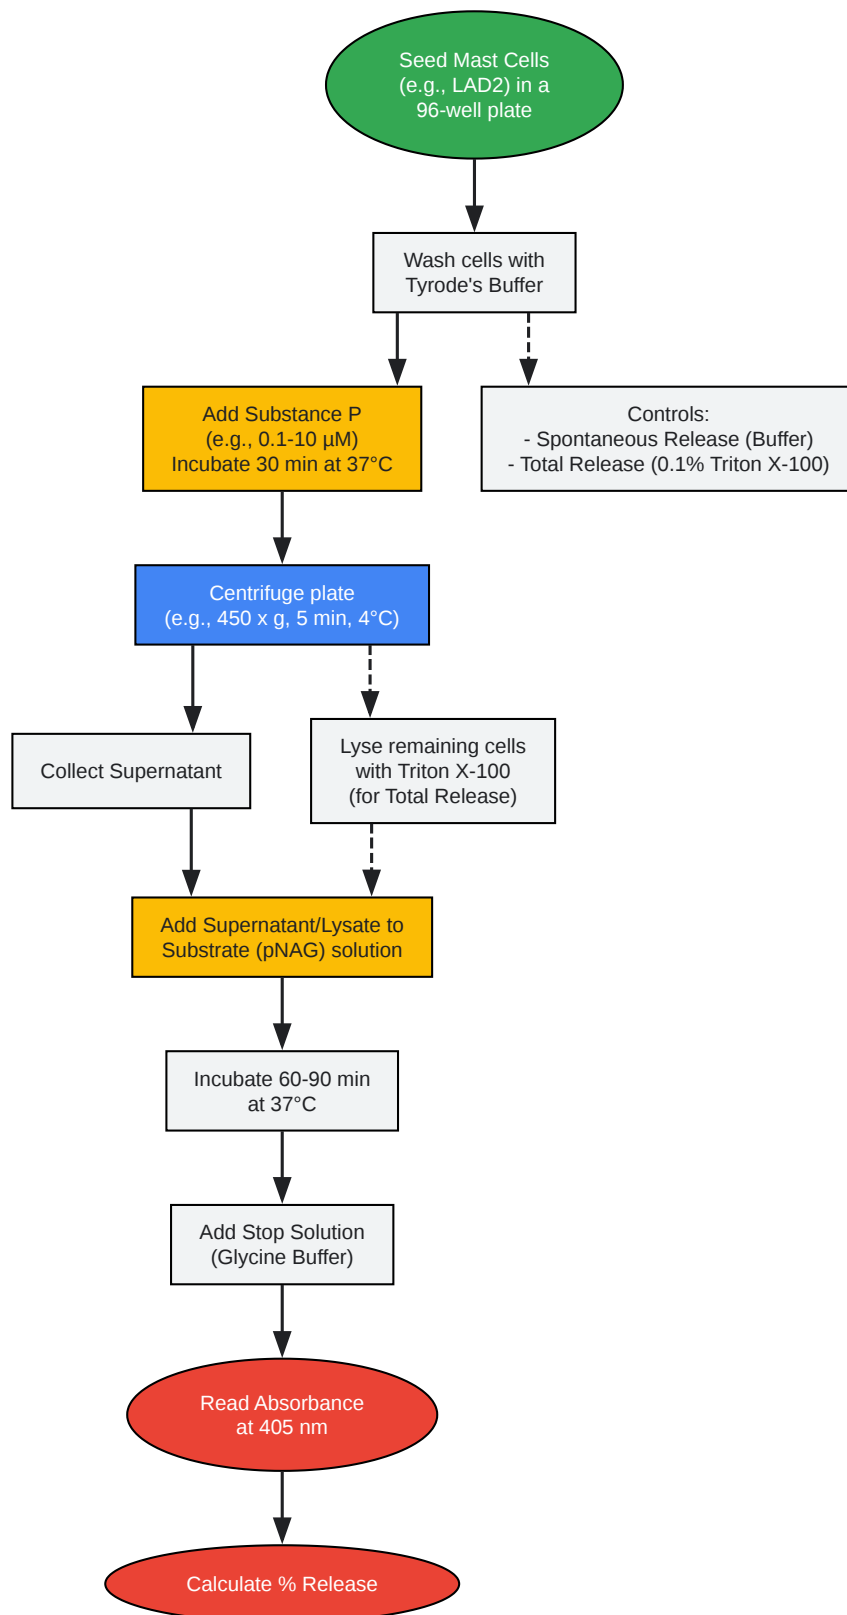 Seed Mast Cells
(e.g., LAD2) in a
96-well plate
Wash cells with
Tyrode's Buffer
Add Substance P
(e.g., 0.1-10 µM)
Incubate 30 min at 37°C
Controls:
- Spontaneous Release (Buffer)
- Total Release (0.1% Triton X-100)
Centrifuge plate
(e.g., 450 x g, 5 min, 4°C)
Collect Supernatant
Lyse remaining cells
with Triton X-100
(for Total Release)
Add Supernatant/Lysate to
Substrate (pNAG) solution
Incubate 60-90 min
at 37°C
Add Stop Solution
(Glycine Buffer)
Read Absorbance
at 405 nm
Calculate % Release